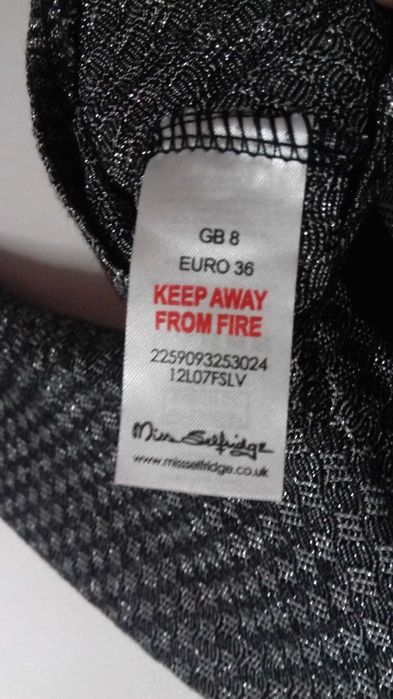 GB 8
EURO 36
KEEP AWAY
FROM FIRE
2259093253024
12L07FSLV
Miss Selfridge
www.missselfridge.co.uk